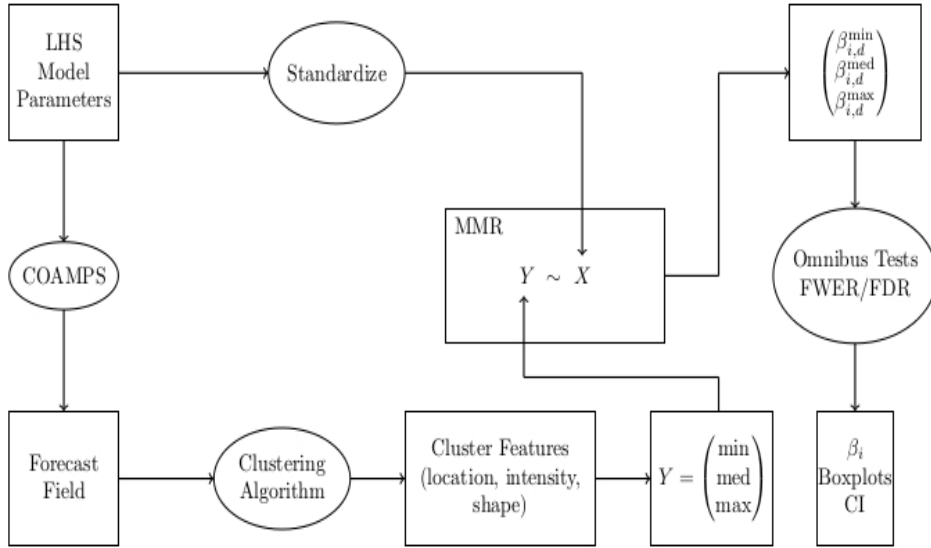 LHS
Model
Parameters
Standardize
β_{i,d}^{min}
β_{i,d}^{med}
β_{i,d}^{max}
MMR
Y ∼ X
COAMPS
Omnibus Tests
FWER/FDR
Forecast
Field
Clustering
Algorithm
Cluster Features
(location, intensity,
shape)
min
Y = med
max
β_i
Boxplots
CI